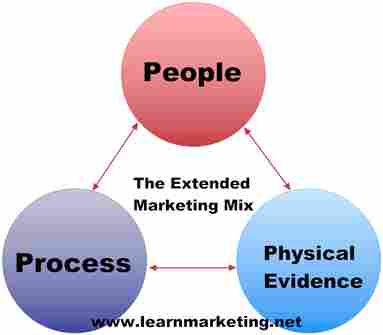 People
The Extended
Marketing Mix
Process
Physical
Evidence
www.learnmarketing.net